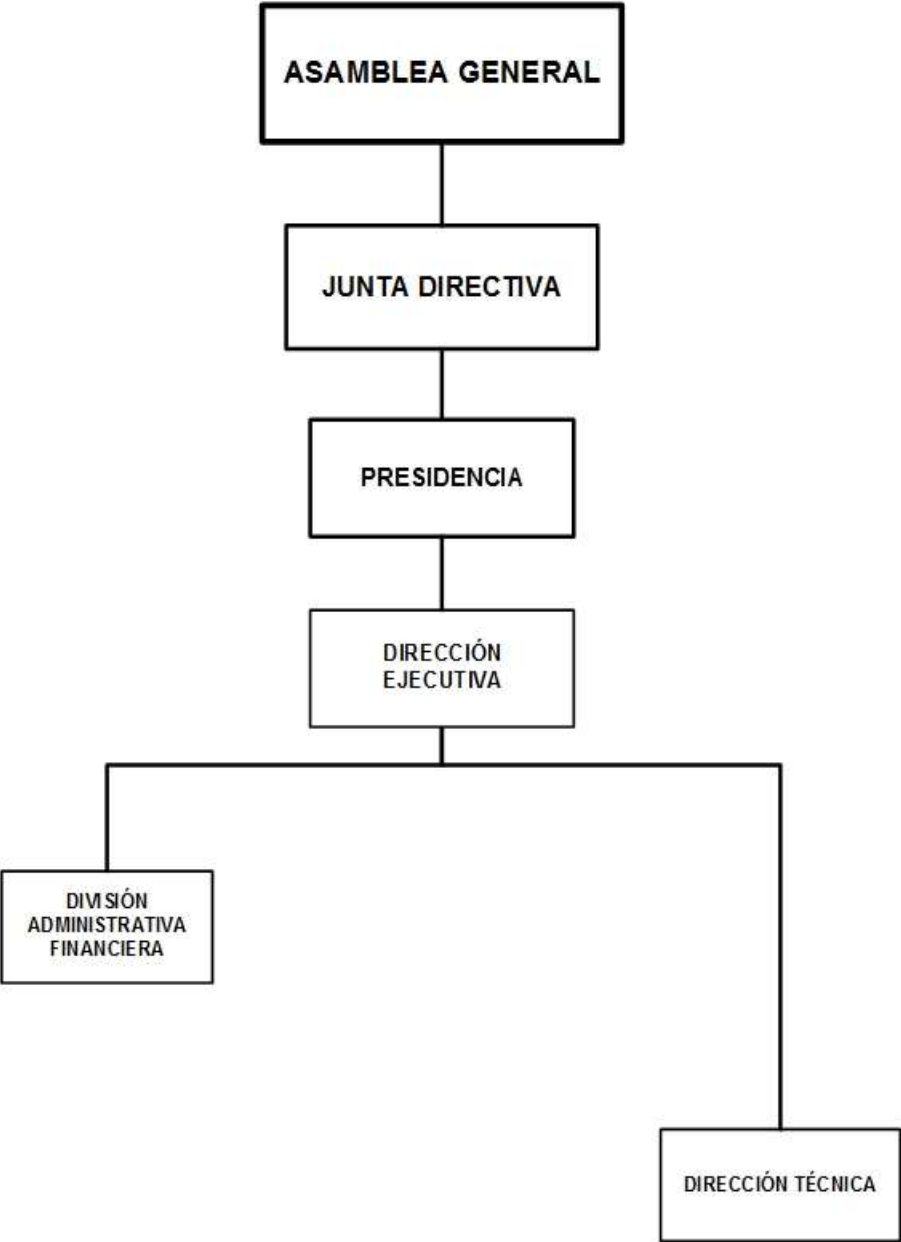 ASAMBLEA GENERAL
JUNTA DIRECTIVA
PRESIDENCIA
DIRECCIÓN
EJECUTIVA
DIVISIÓN
ADMINISTRATIVA
FINANCIERA
DIRECCIÓN TÉCNICA